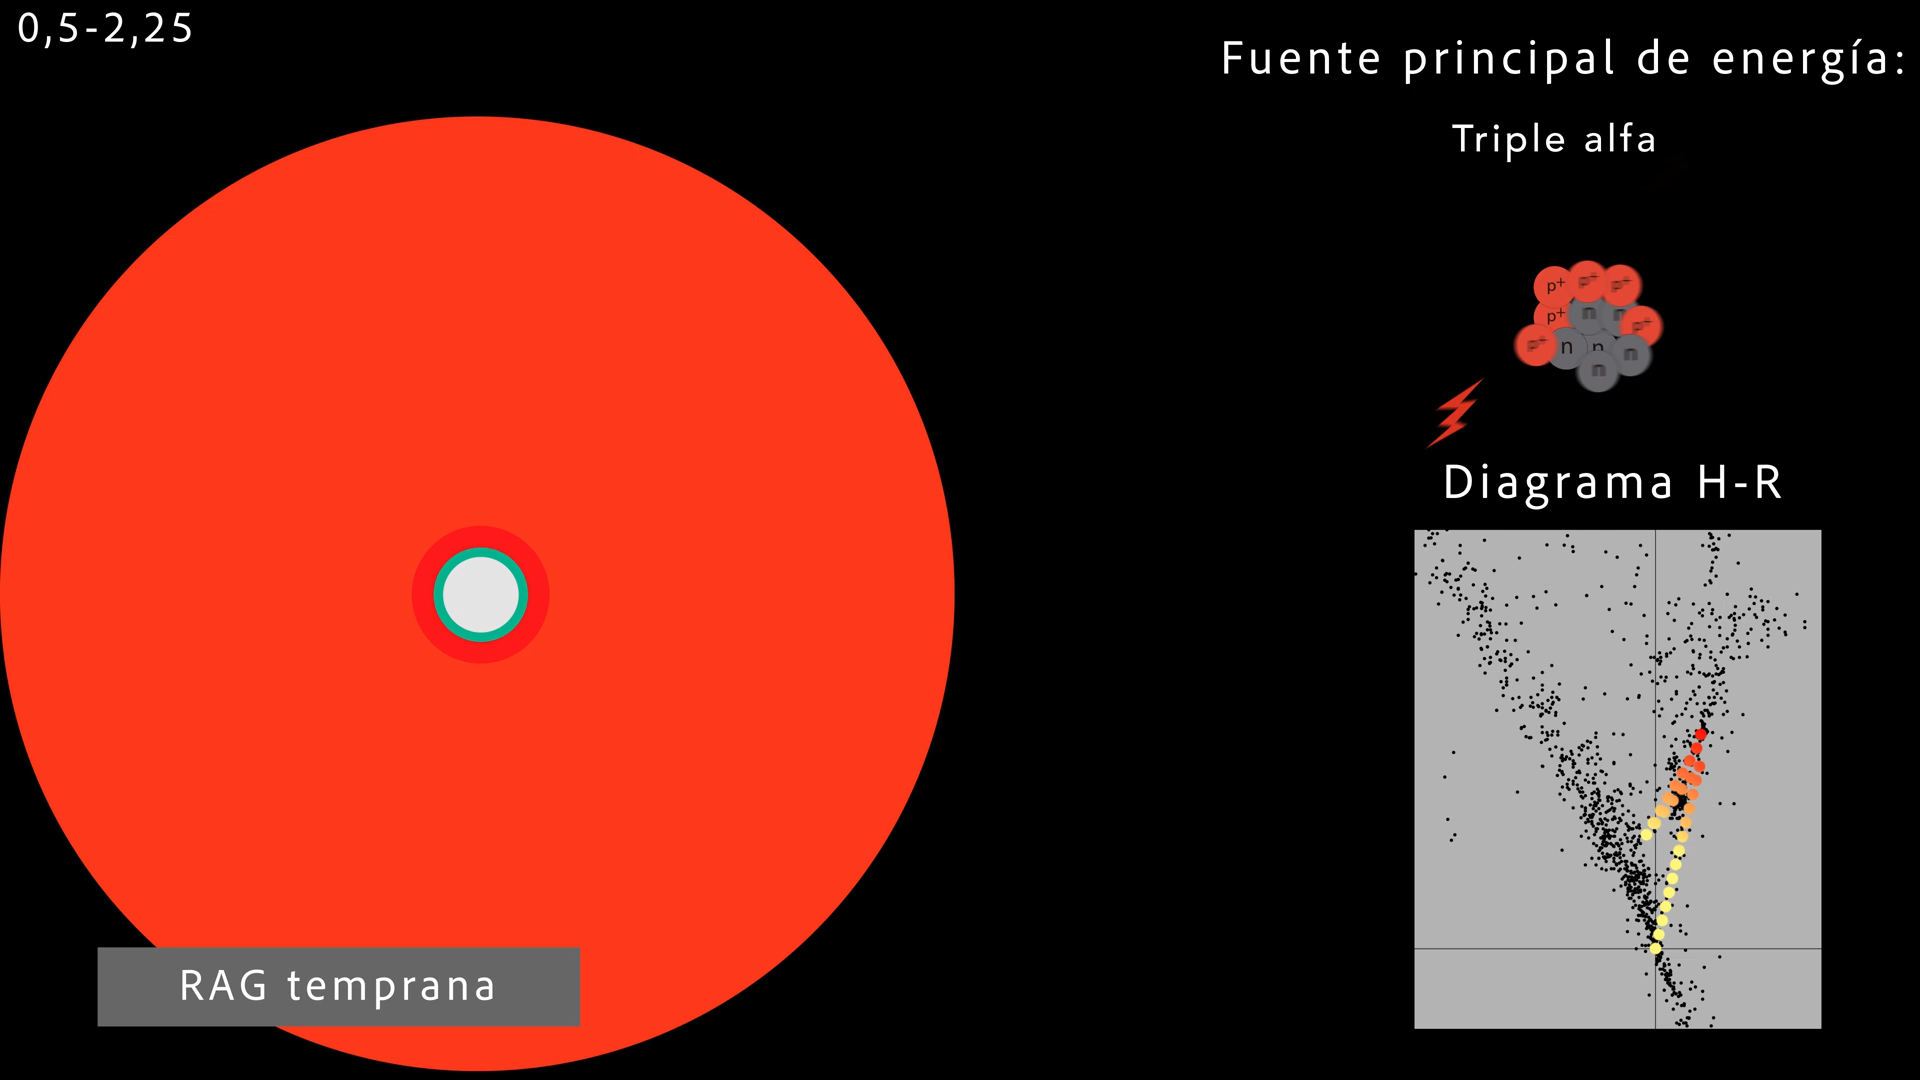 0,5-2,25
Fuente principal de energía:
Triple alfa
p+ p+ p+
p+ n n p+
p+ n n n
n
Diagrama H-R
RAG temprana